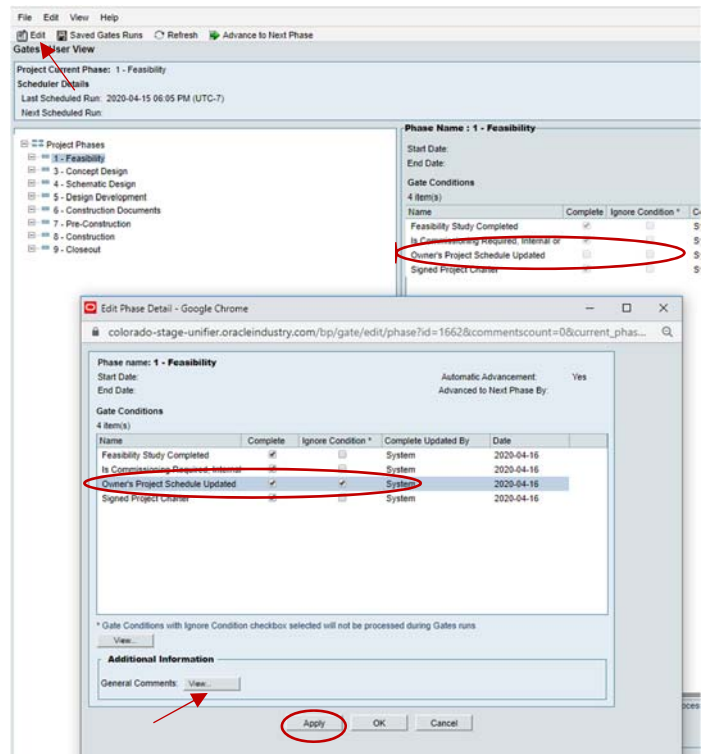 File Edit View Help
Edit Saved Gates Runs Refresh Advance to Next Phase
Gates User View
Project Current Phase: 1 - Feasibility
Scheduler Details
Last Scheduled Run: 2020-04-15 06:05 PM (UTC-7)
Next Scheduled Run:
Project Phases
1 - Feasibility
3 - Concept Design
4 - Schematic Design
5 - Design Development
6 - Construction Documents
7 - Pre-Construction
8 - Construction
9 - Closeout
Phase Name : 1 - Feasibility
Start Date:
End Date:
Gate Conditions
4 item(s)
Name Complete Ignore Condition *
Feasibility Study Completed
Is Commissioning Required, Internal or
Owner's Project Schedule Updated
Signed Project Charter
Edit Phase Detail - Google Chrome
colorado-stage-unifier.oracleindustry.com/bp/gate/edit/phase?id=1662&commentscount=0&current_phas...
Phase name: 1 - Feasibility
Start Date: Automatic Advancement: Yes
End Date: Advanced to Next Phase By:
Gate Conditions
4 item(s)
Name Complete Ignore Condition * Complete Updated By Date
Feasibility Study Completed System 2020-04-16
Is Commissioning Required, Internal System 2020-04-16
Owner's Project Schedule Updated System 2020-04-16
Signed Project Charter System 2020-04-16
* Gate Conditions with Ignore Condition checkbox selected will not be processed during Gates runs
View...
Additional Information
General Comments: View...
Apply OK Cancel